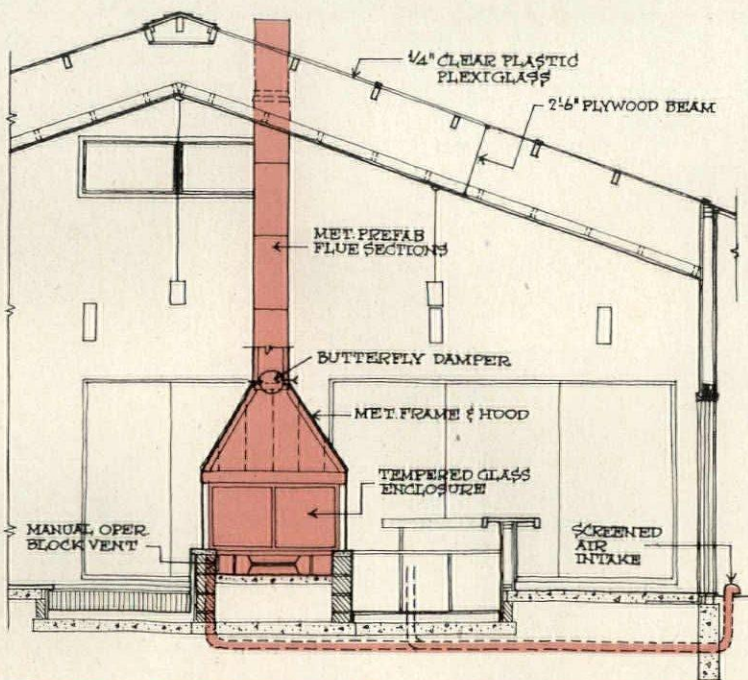 1/4" CLEAR PLASTIC
PLEXIGLASS
2'6" PLYWOOD BEAM
MET. PREFAB
FLUE SECTIONS
BUTTERFLY DAMPER
MET. FRAME & HOOD
TEMPERED GLASS
ENCLOSURE
MANUAL OPER.
BLOCK VENT
SCREENED
AIR
INTAKE